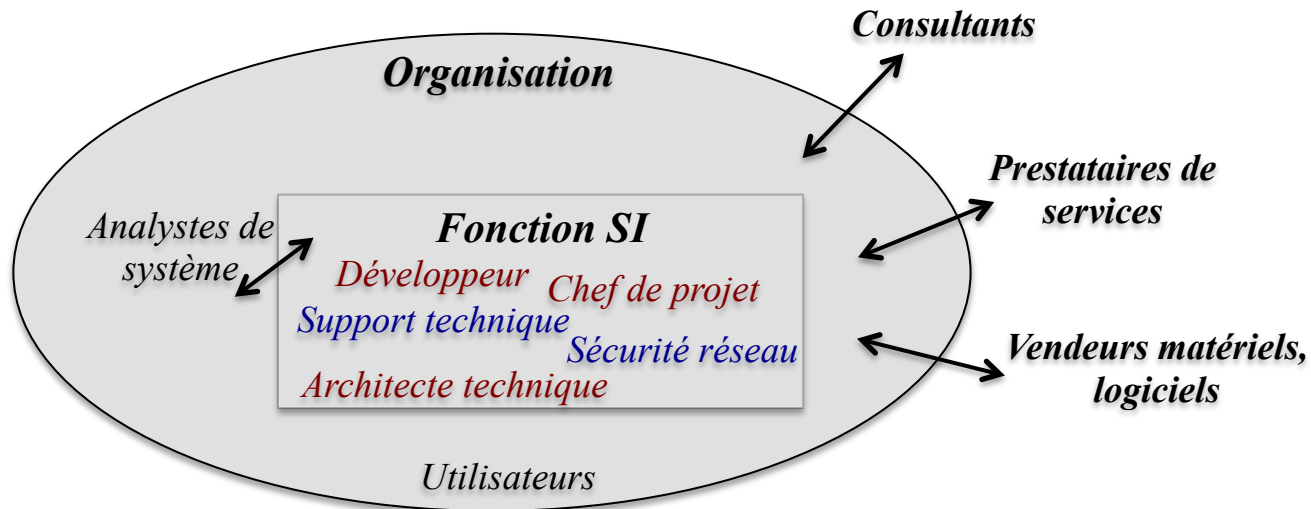 Consultants
Organisation
Prestataires de
services
Analystes de
système
Fonction SI
Développeur
Chef de projet
Support technique
Sécurité réseau
Architecte technique
Vendeurs matériels,
logiciels
Utilisateurs